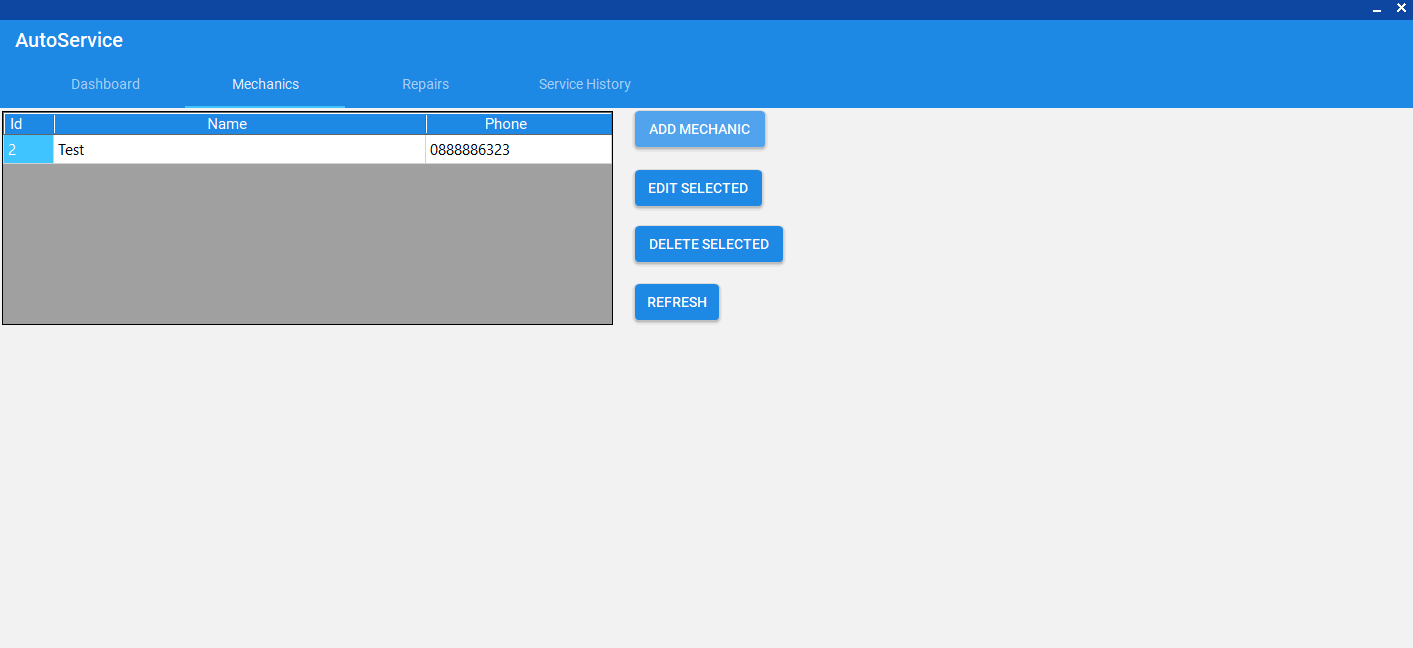 AutoService
Dashboard Mechanics Repairs Service History
Id Name Phone
2 Test 0888886323
ADD MECHANIC
EDIT SELECTED
DELETE SELECTED
REFRESH